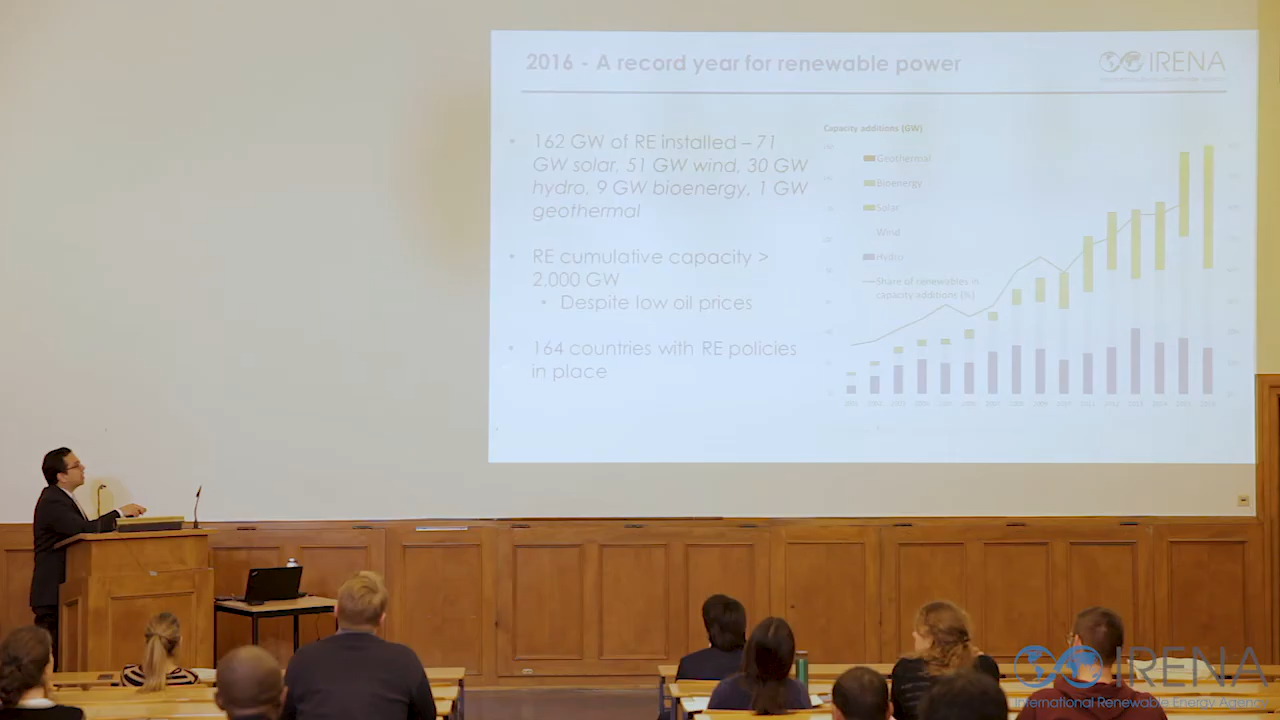 2016 - A record year for renewable power
IRENA
• 162 GW of RE installed – 71
GW solar, 51 GW wind, 30 GW
hydro, 9 GW bioenergy, 1 GW
geothermal
• RE cumulative capacity >
2,000 GW
• Despite low oil prices
• 164 countries with RE policies
in place
Capacity additions (GW)
Geothermal
Bioenergy
Solar
Wind
Hydro
Share of renewables in
capacity additions (%)
IRENA
International Renewable Energy Agency